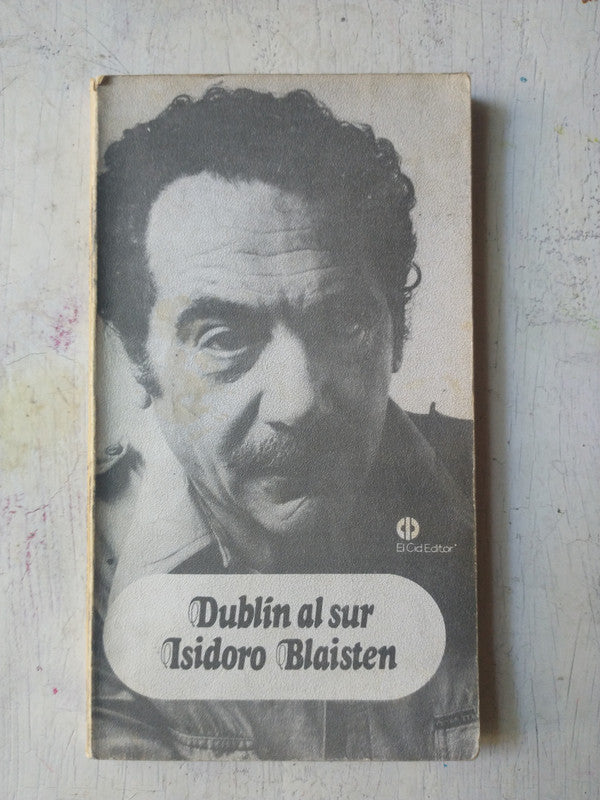 El Cid Editor
Dublín al sur
Isidoro Blaisten